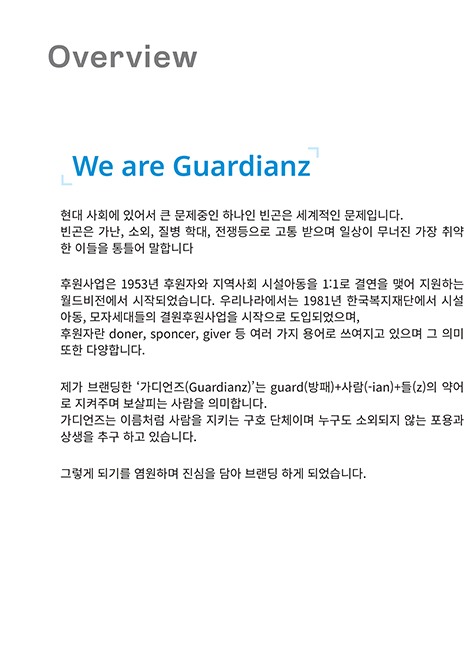 Overview
We are Guardianz
현대 사회에 있어서 큰 문제중인 하나인 빈곤은 세계적인 문제입니다.
빈곤은 가난, 소외, 질병 학대, 전쟁등으로 고통 받으며 일상이 무너진 가장 취약
한 이들을 통틀어 말합니다
후원사업은 1953년 후원자와 지역사회 시설아동을 1:1로 결연을 맺어 지원하는
월드비전에서 시작되었습니다. 우리나라에서는 1981년 한국복지재단에서 시설
아동, 모자세대들의 결원후원사업을 시작으로 도입되었으며,
후원자란 doner, sponcer, giver 등 여러 가지 용어로 쓰여지고 있으며 그 의미
또한 다양합니다.
제가 브랜딩한 ‘가디언즈(Guardianz)’는 guard(방패)+사람(-ian)+들(z)의 약어
로 지켜주며 보살피는 사람을 의미합니다.
가디언즈는 이름처럼 사람을 지키는 구호 단체이며 누구도 소외되지 않는 포용과
상생을 추구 하고 있습니다.
그렇게 되기를 염원하며 진심을 담아 브랜딩 하게 되었습니다.